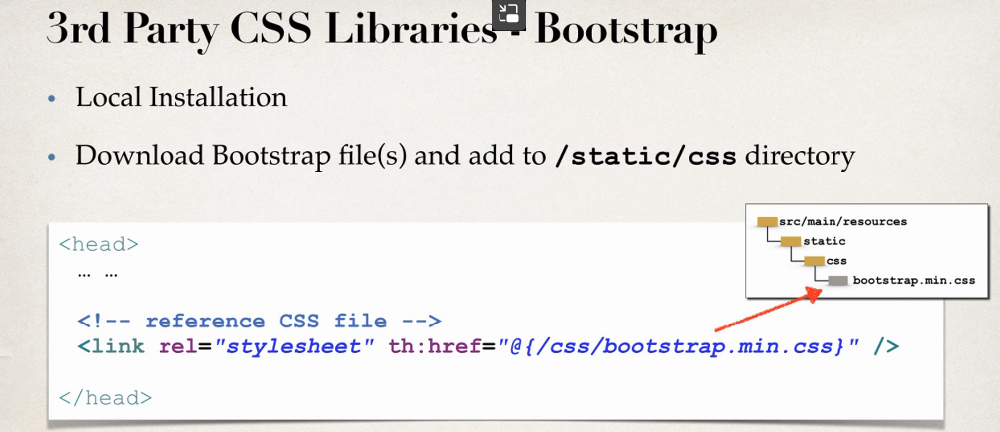 3rd Party CSS Libraries - Bootstrap
• Local Installation
• Download Bootstrap file(s) and add to /static/css directory
src/main/resources
static
css
bootstrap.min.css
<head>
… …
<!-- reference CSS file -->
<link rel="stylesheet" th:href="@{/css/bootstrap.min.css}" />
</head>